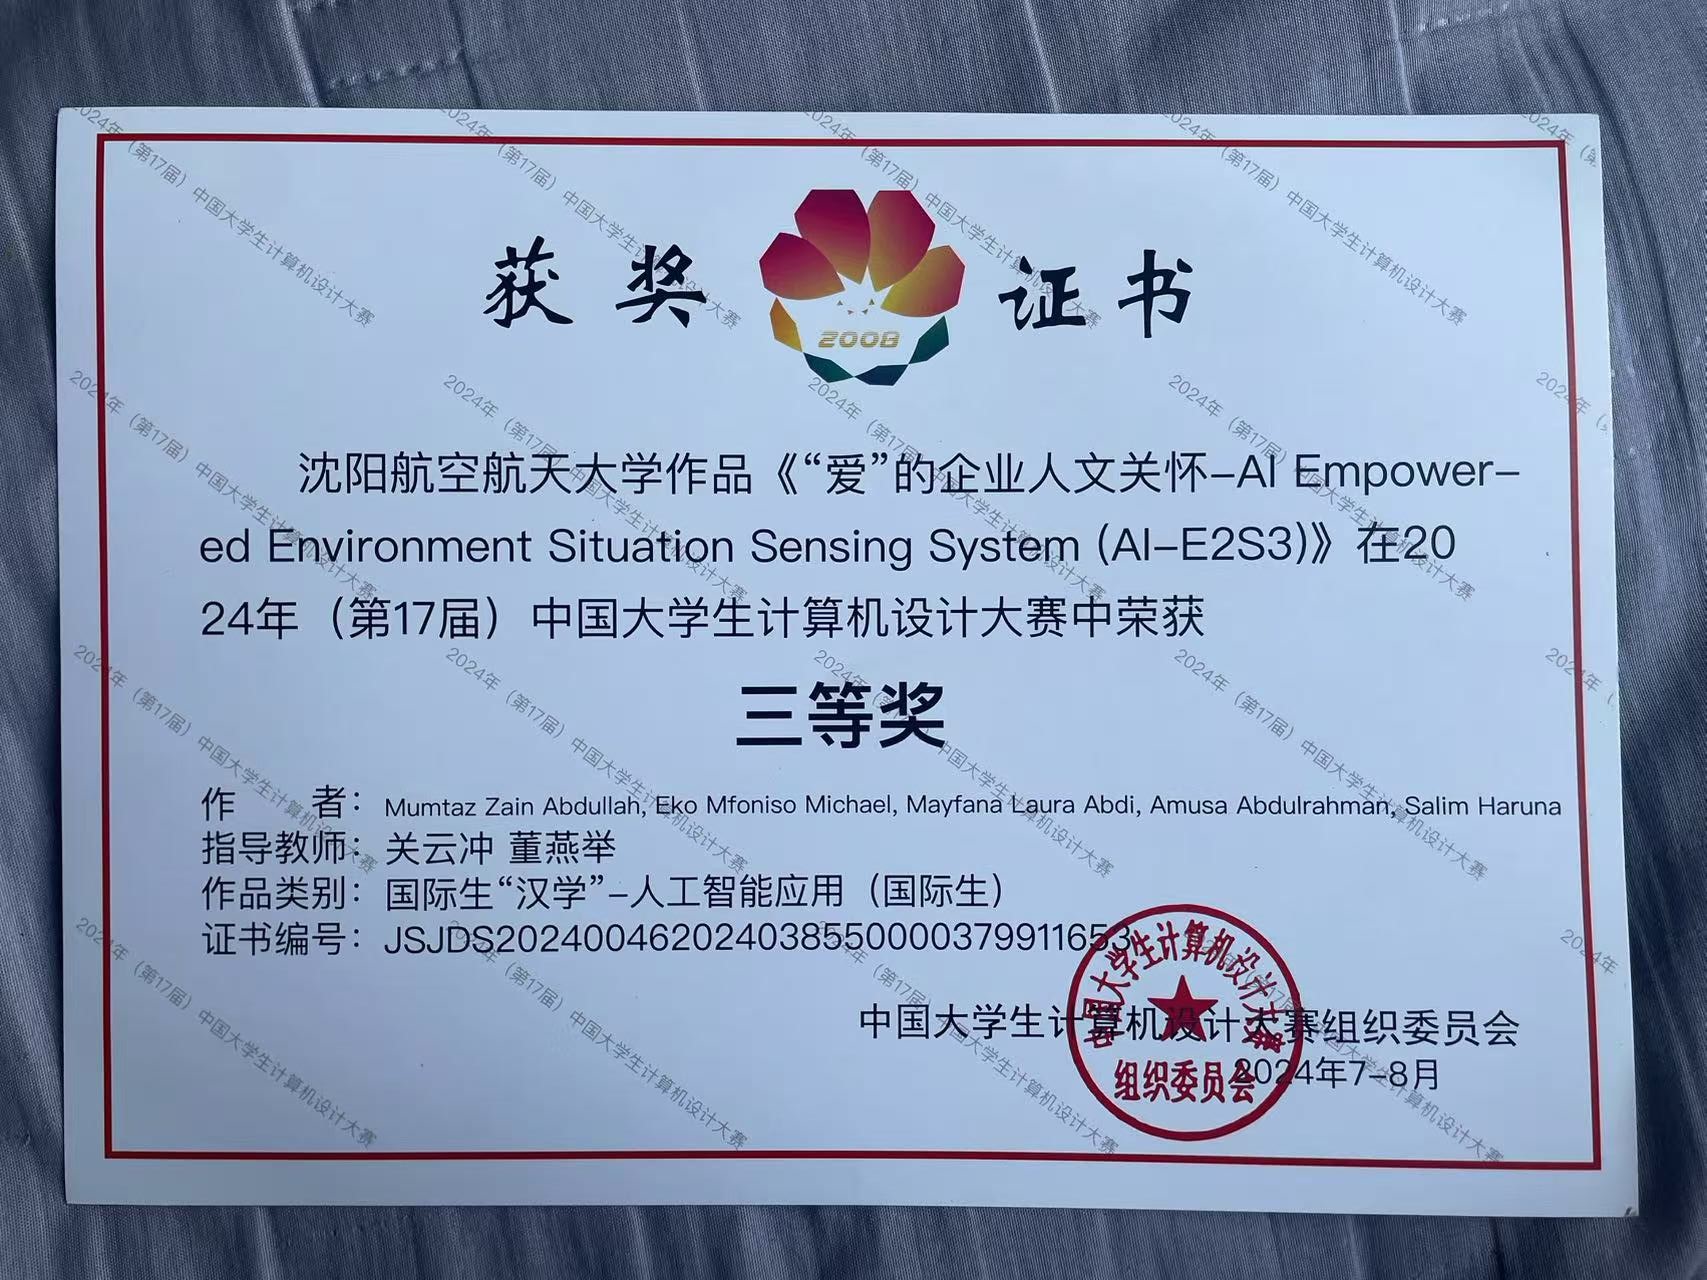 获奖证书
2008
沈阳航空航天大学作品《“爱”的企业人文关怀-AI Empower-
ed Environment Situation Sensing System (AI-E2S3)》在20
24年（第17届）中国大学生计算机设计大赛中荣获
三等奖
作　　者：Mumtaz Zain Abdullah, Eko Mfoniso Michael, Mayfana Laura Abdi, Amusa Abdulrahman, Salim Haruna
指导教师：关云冲 董燕举
作品类别：国际生“汉学”-人工智能应用（国际生）
证书编号：JSJDS20240046202403855000037991 1653
中国大学生计算机设计大赛组织委员会
2024年7-8月
中国大学生计算机设计大赛
组织委员会
2024年（第17届）中国大学生计算机设计大赛